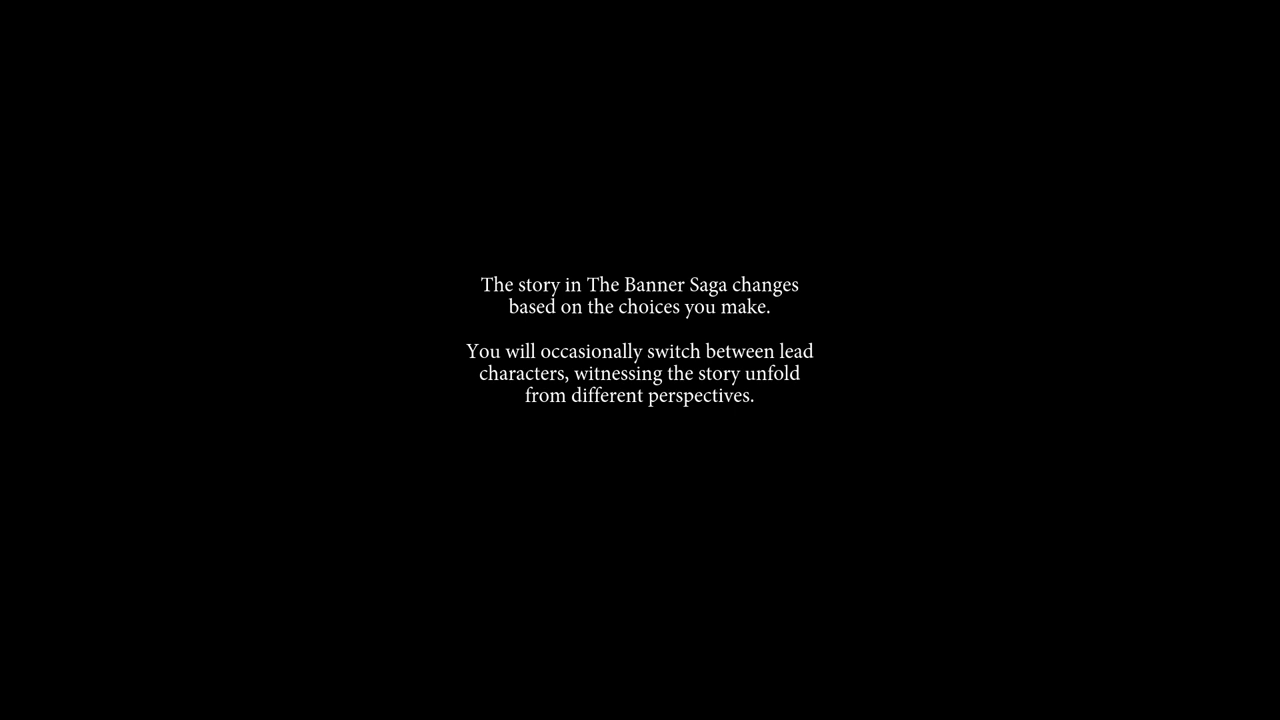 The story in The Banner Saga changes
based on the choices you make.
You will occasionally switch between lead
characters, witnessing the story unfold
from different perspectives.